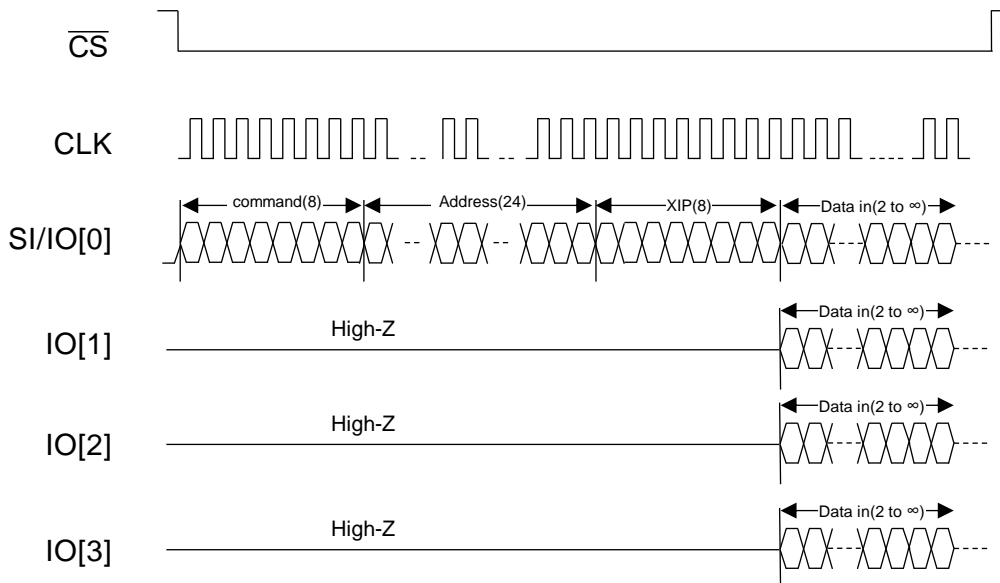 CS
CLK
command(8) Address(24) XIP(8) Data in(2 to ∞)
SI/IO[0]
Data in(2 to ∞)
High-Z
IO[1]
Data in(2 to ∞)
High-Z
IO[2]
Data in(2 to ∞)
High-Z
IO[3]